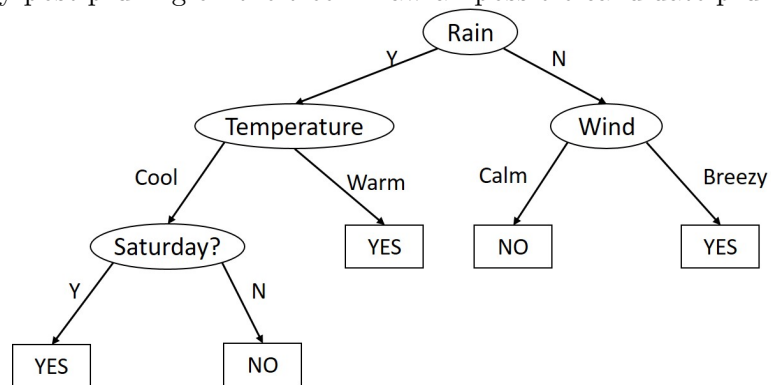 Rain
Y
N
Temperature
Wind
Cool
Warm
Calm
Breezy
Saturday?
YES
NO
YES
Y
N
YES
NO